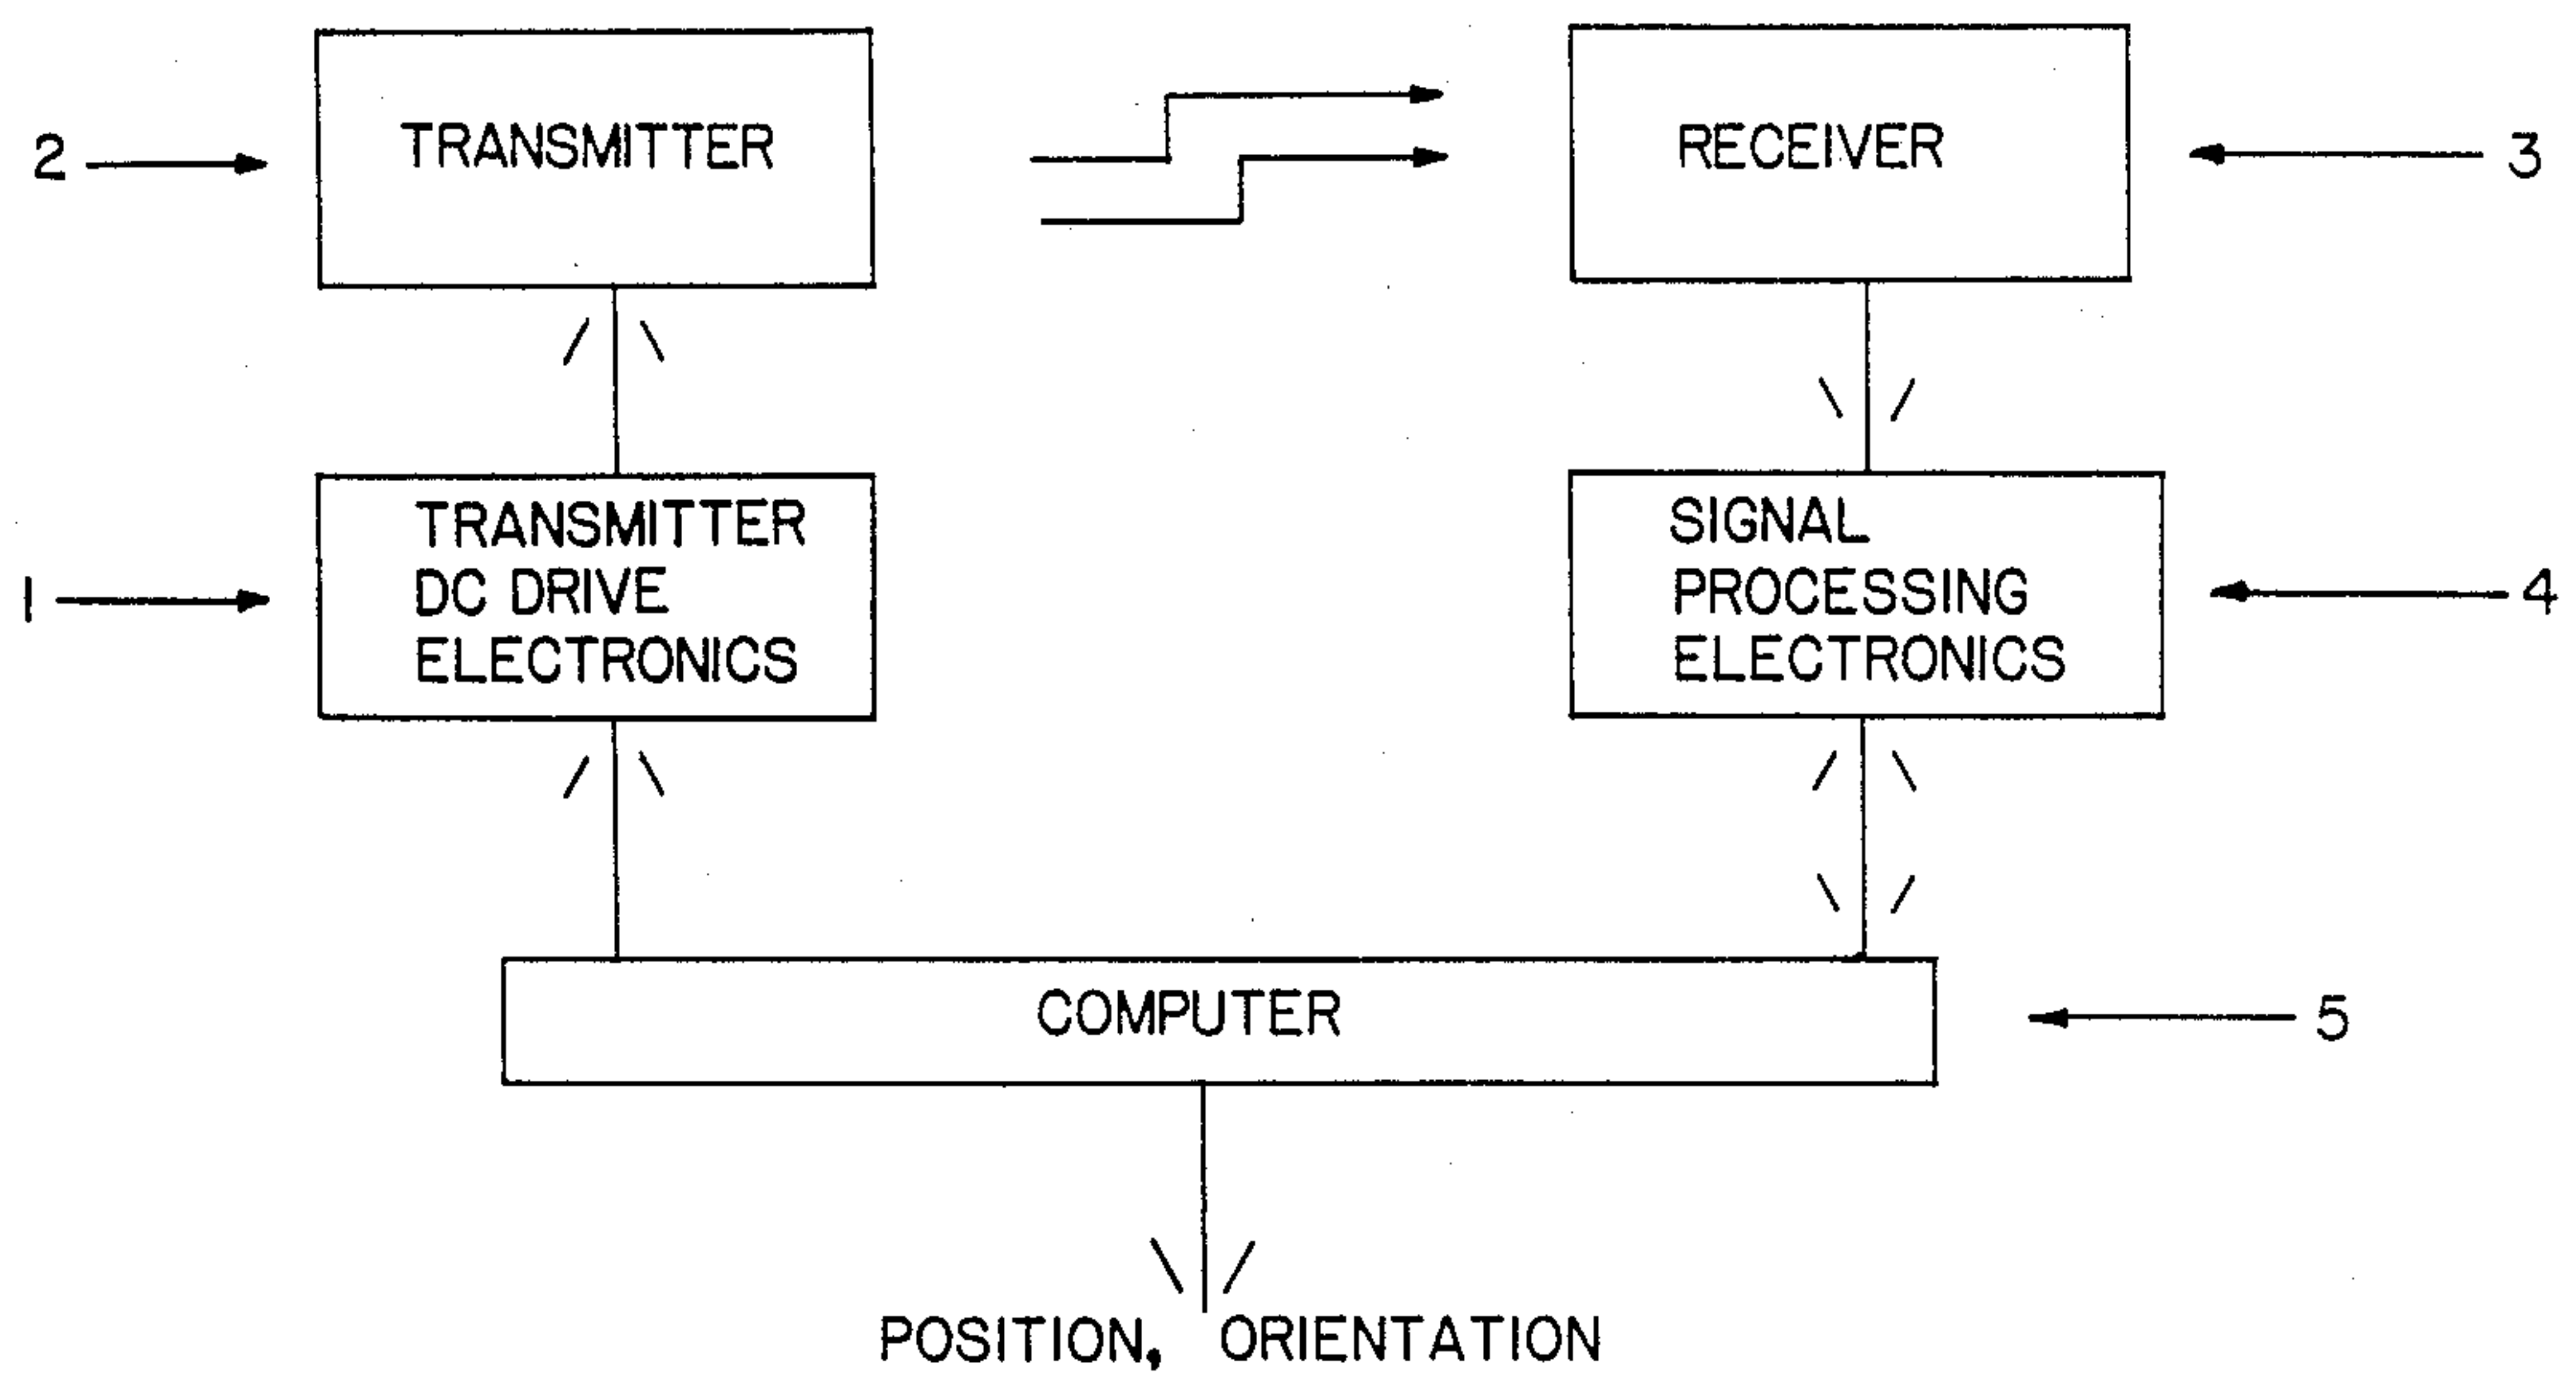 TRANSMITTER
RECEIVER
2
3
TRANSMITTER
DC DRIVE
ELECTRONICS
SIGNAL
PROCESSING
ELECTRONICS
1
4
COMPUTER
5
POSITION, ORIENTATION